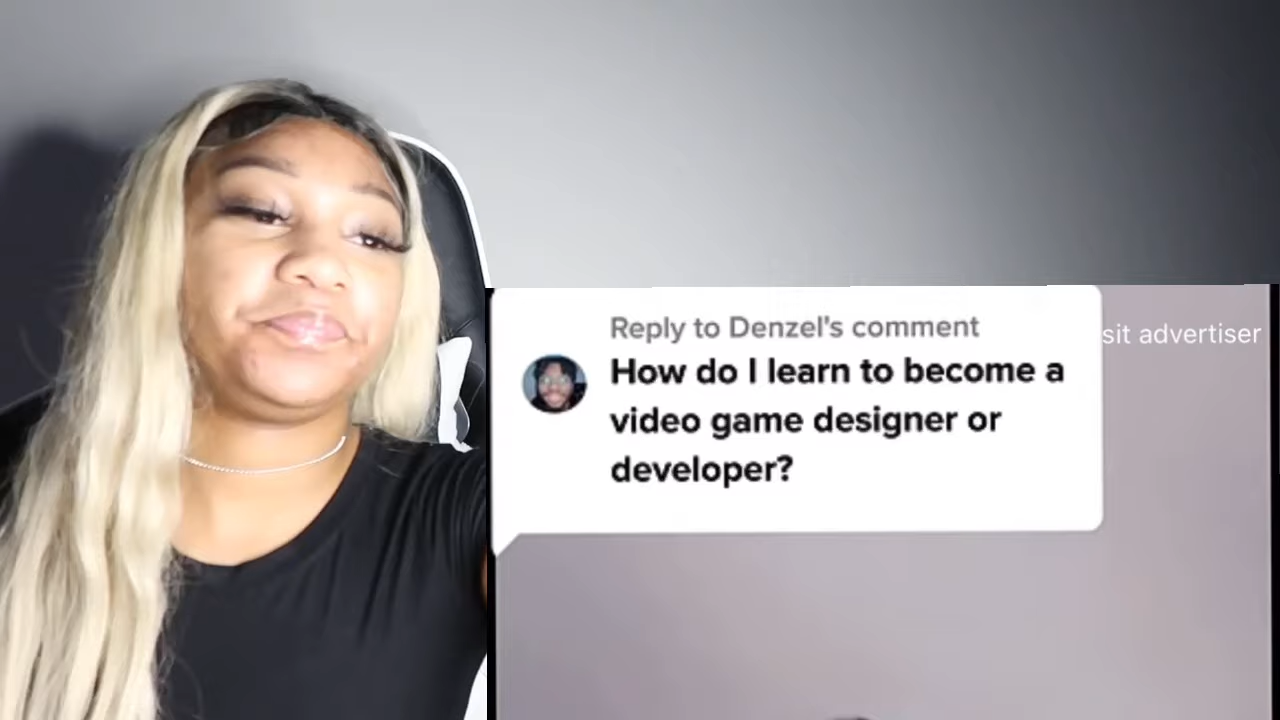 Reply to Denzel's comment
sit advertiser
How do I learn to become a
video game designer or
developer?